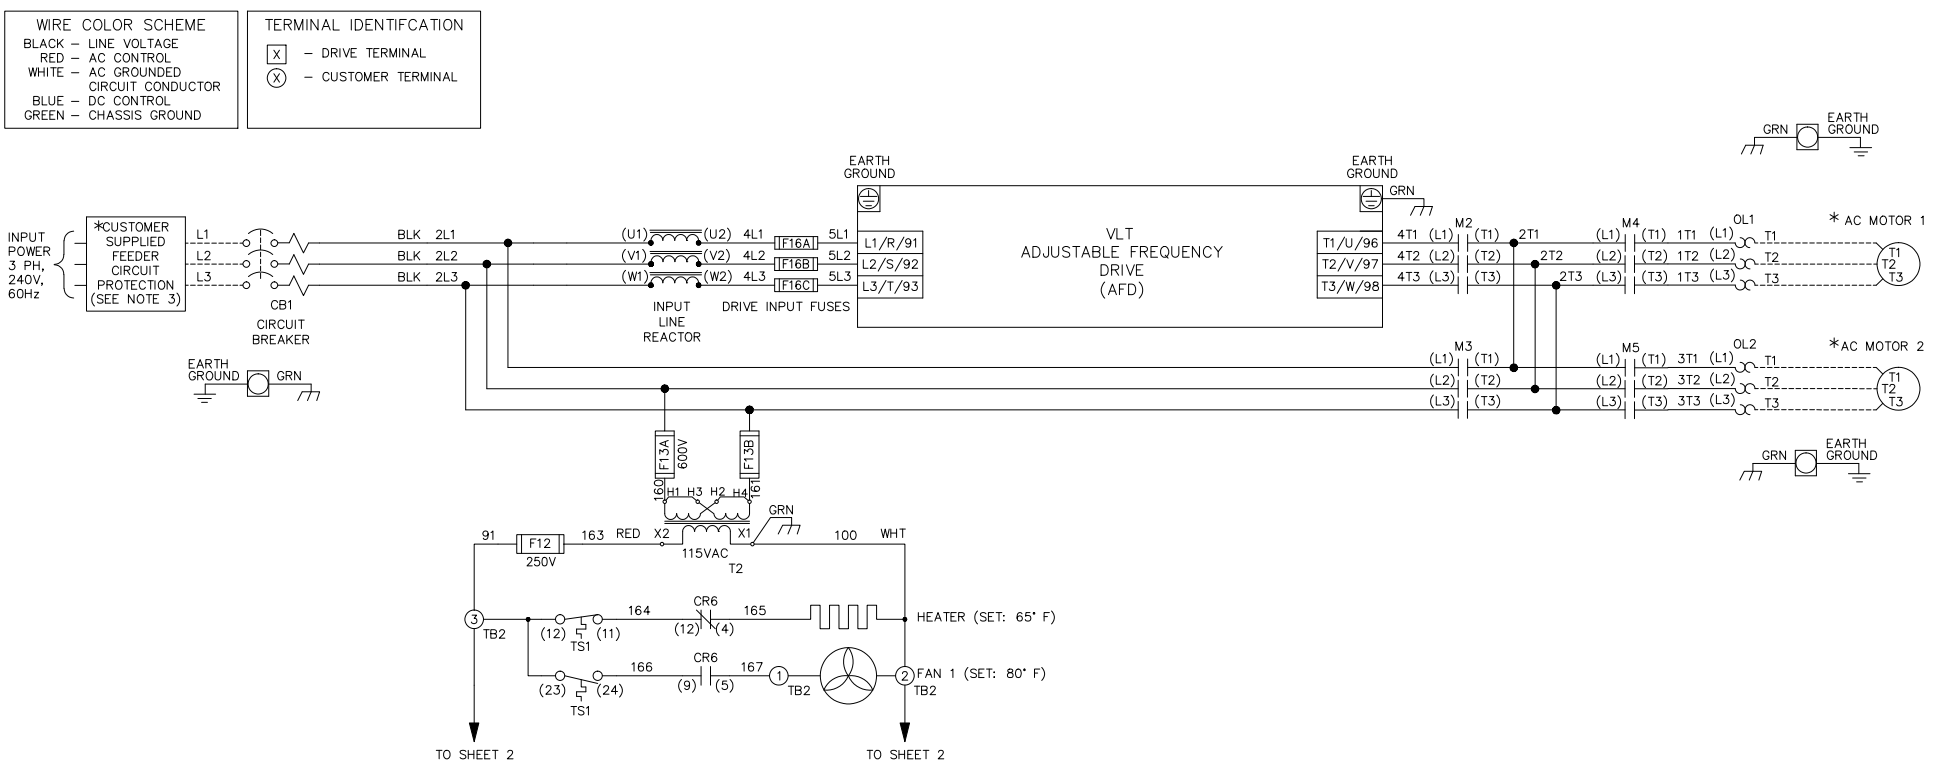 WIRE COLOR SCHEME
BLACK – LINE VOLTAGE
RED – AC CONTROL
WHITE – AC GROUNDED
CIRCUIT CONDUCTOR
BLUE – DC CONTROL
GREEN – CHASSIS GROUND
TERMINAL IDENTIFCATION
X – DRIVE TERMINAL
X – CUSTOMER TERMINAL
GRN
EARTH
GROUND
EARTH
GROUND
EARTH
GROUND
GRN
INPUT
POWER
3 PH,
240V,
60Hz
*CUSTOMER
SUPPLIED
FEEDER
CIRCUIT
PROTECTION
(SEE NOTE 3)
L1
L2
L3
CB1
CIRCUIT
BREAKER
BLK 2L1
BLK 2L2
BLK 2L3
(U1) (U2) 4L1 F16A 5L1 L1/R/91
(V1) (V2) 4L2 F16B 5L2 L2/S/92
(W1) (W2) 4L3 F16C 5L3 L3/T/93
INPUT
LINE
REACTOR
DRIVE INPUT FUSES
VLT
ADJUSTABLE FREQUENCY
DRIVE
(AFD)
M2 M4 OL1 * AC MOTOR 1
T1/U/96 4T1 (L1) (T1) 2T1 (L1) (T1) 1T1 (L1) T1
T2/V/97 4T2 (L2) (T2) 2T2 (L2) (T2) 1T2 (L2) T2
T3/W/98 4T3 (L3) (T3) 2T3 (L3) (T3) 1T3 (L3) T3
T1
T2
T3
M3 M5 OL2 *AC MOTOR 2
(L1) (T1) (L1) (T1) 3T1 (L1) T1
(L2) (T2) (L2) (T2) 3T2 (L2) T2
(L3) (T3) (L3) (T3) 3T3 (L3) T3
T1
T2
T3
EARTH
GROUND
GRN
GRN
EARTH
GROUND
F13A
600V
F13B
160
161
H1 H3 H2 H4
GRN
91 F12 163 RED X2 X1 100 WHT
250V
115VAC
T2
3
TB2
(12) (11)
TS1
164
CR6
(12) (4)
165
HEATER (SET: 65° F)
(23) (24)
TS1
166
CR6
(9) (5)
167
1
TB2
2
TB2
FAN 1 (SET: 80° F)
TO SHEET 2
TO SHEET 2